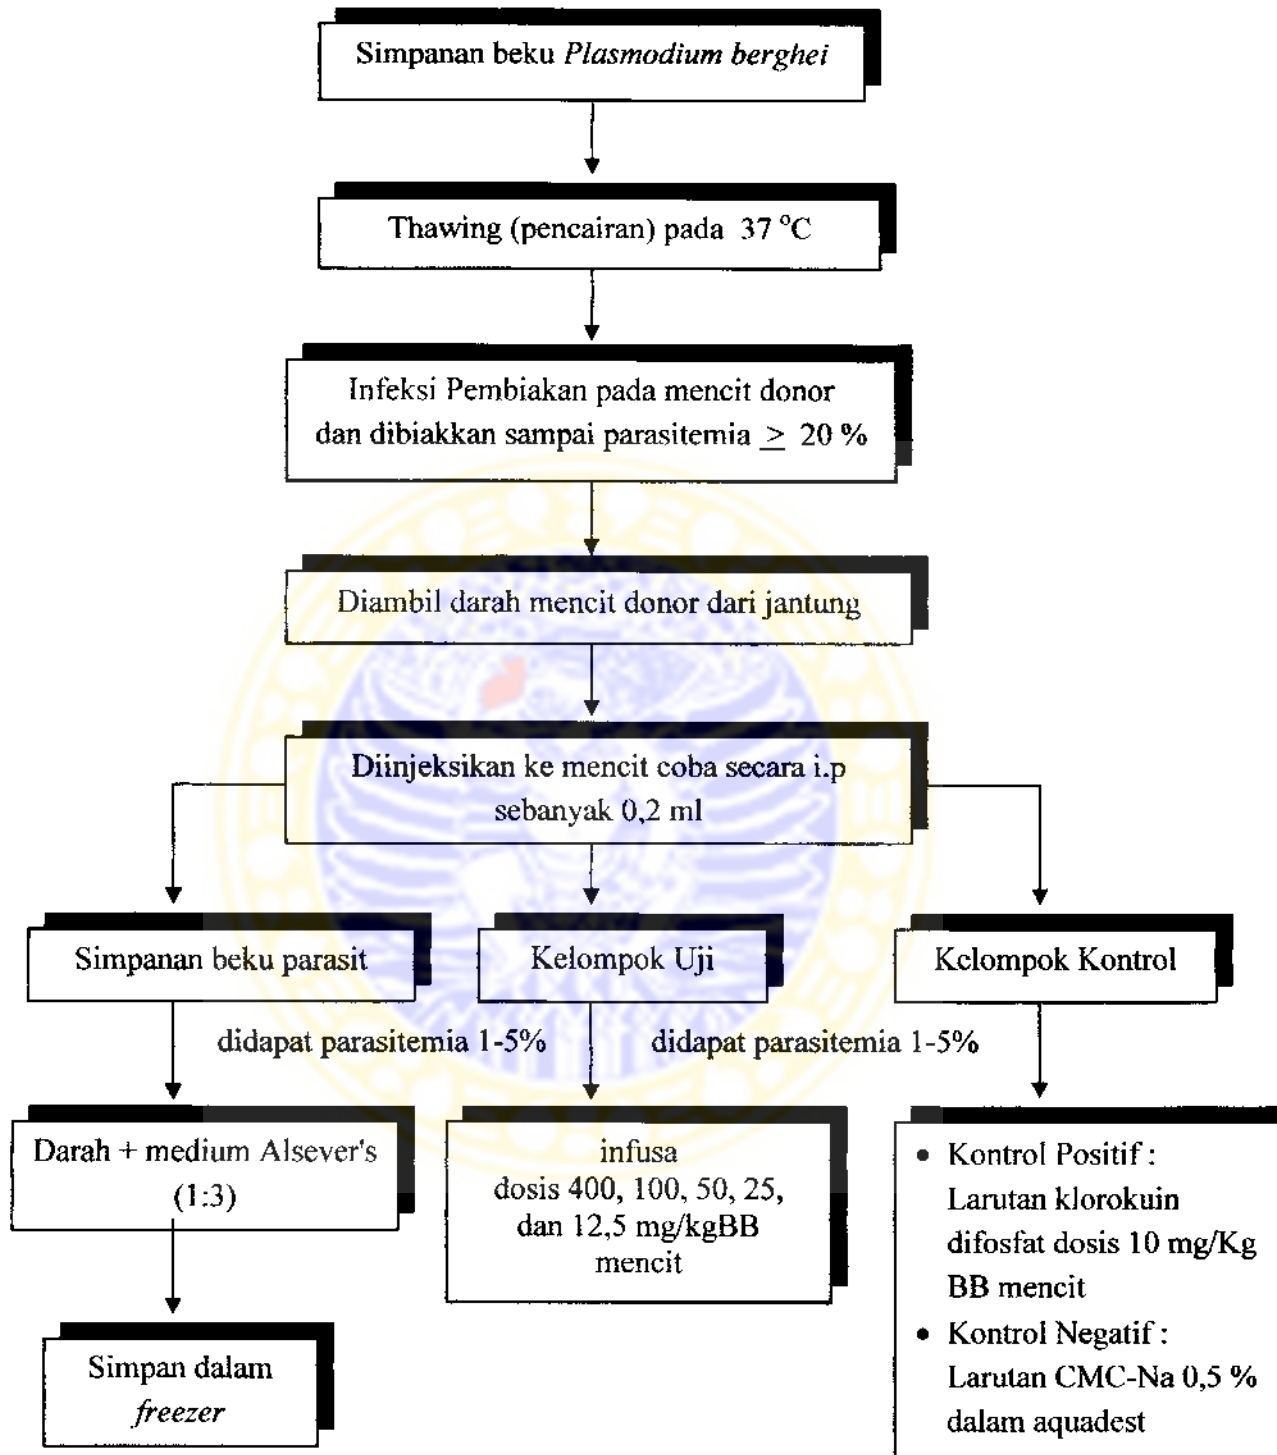 Simpanan beku Plasmodium berghei
Thawing (pencairan) pada 37 °C
Infeksi Pembiakan pada mencit donor
dan dibiakkan sampai parasitemia ≥ 20 %
Diambil darah mencit donor dari jantung
Diinjeksikan ke mencit coba secara i.p
sebanyak 0,2 ml
Simpanan beku parasit
Kelompok Uji
Kelompok Kontrol
didapat parasitemia 1-5%
didapat parasitemia 1-5%
Darah + medium Alsever's
(1:3)
Simpan dalam
freezer
infusa
dosis 400, 100, 50, 25,
dan 12,5 mg/kgBB
mencit
• Kontrol Positif :
Larutan klorokuin
difosfat dosis 10 mg/Kg
BB mencit
• Kontrol Negatif :
Larutan CMC-Na 0,5 %
dalam aquadest